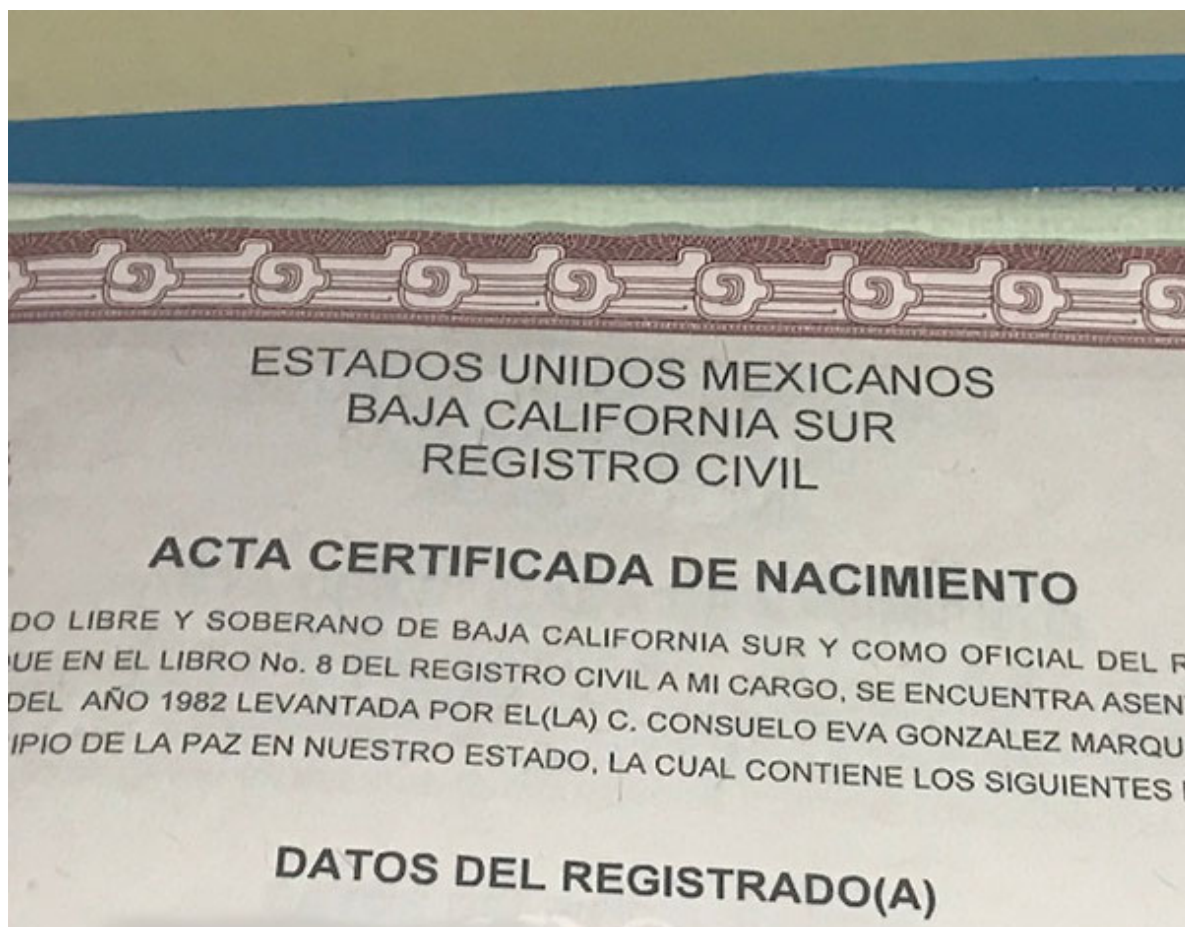 ESTADOS UNIDOS MEXICANOS
BAJA CALIFORNIA SUR
REGISTRO CIVIL
ACTA CERTIFICADA DE NACIMIENTO
DO LIBRE Y SOBERANO DE BAJA CALIFORNIA SUR Y COMO OFICIAL DEL R
UE EN EL LIBRO No. 8 DEL REGISTRO CIVIL A MI CARGO, SE ENCUENTRA ASEN
DEL AÑO 1982 LEVANTADA POR EL(LA) C. CONSUELO EVA GONZALEZ MARQU
IPIO DE LA PAZ EN NUESTRO ESTADO, LA CUAL CONTIENE LOS SIGUIENTES
DATOS DEL REGISTRADO(A)